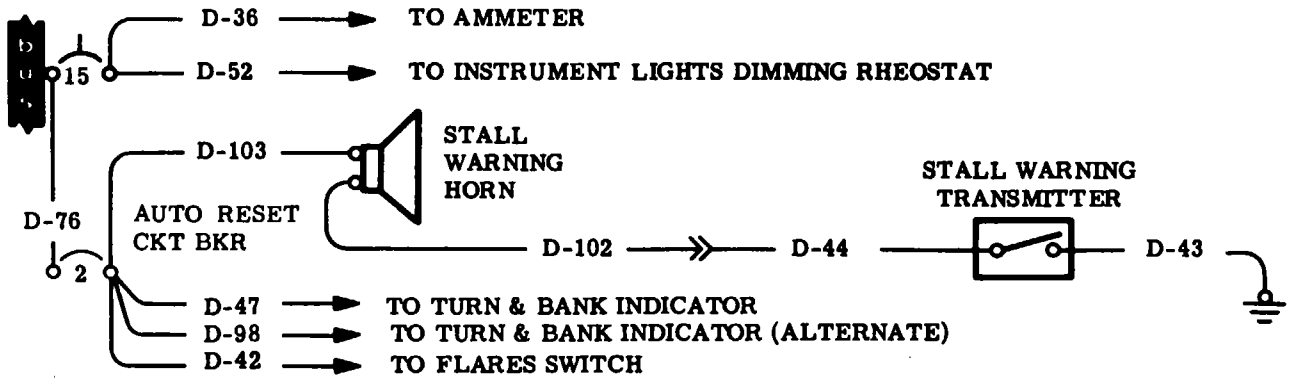 D-36 TO AMMETER
bus
15
D-52 TO INSTRUMENT LIGHTS DIMMING RHEOSTAT
D-103
STALL
WARNING
HORN
STALL WARNING
TRANSMITTER
D-76
AUTO RESET
CKT BKR
D-102
D-44
D-43
2
D-47 TO TURN & BANK INDICATOR
D-98 TO TURN & BANK INDICATOR (ALTERNATE)
D-42 TO FLARES SWITCH